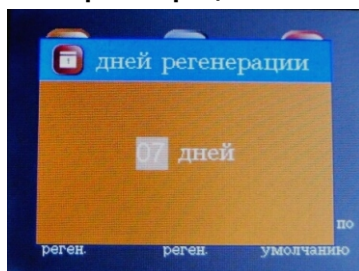 дней регенерации
07 дней
по
реген. реген. умолчанию